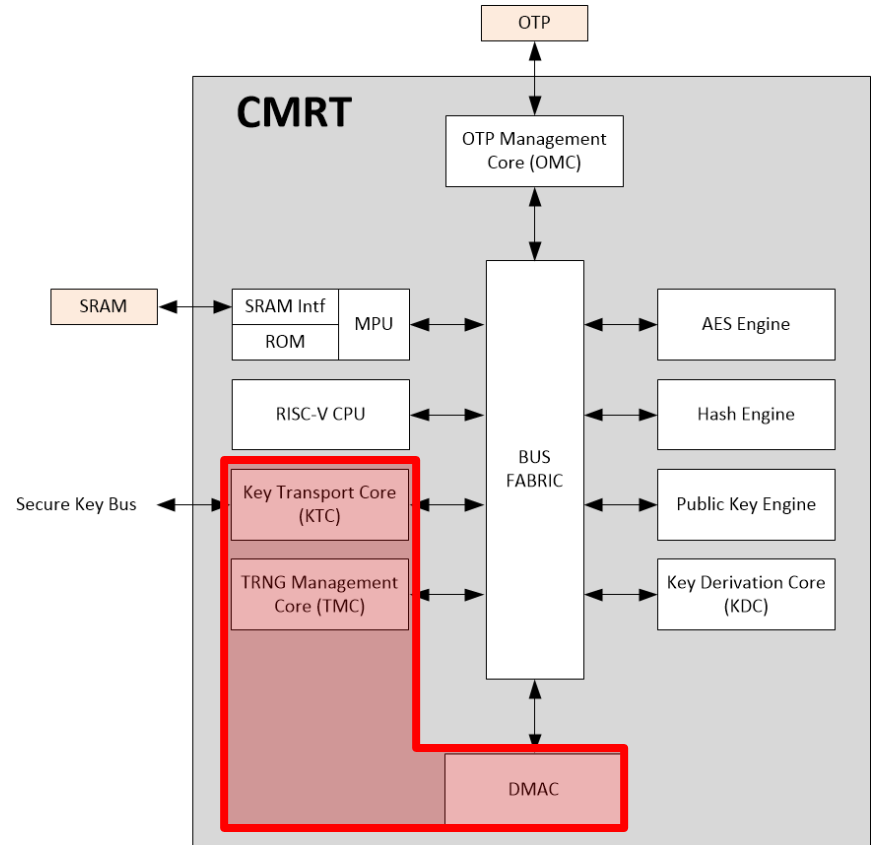 OTP
CMRT
OTP Management
Core (OMC)
SRAM
SRAM Intf
ROM
MPU
AES Engine
RISC-V CPU
Hash Engine
BUS
FABRIC
Secure Key Bus
Key Transport Core
(KTC)
Public Key Engine
TRNG Management
Core (TMC)
Key Derivation Core
(KDC)
DMAC